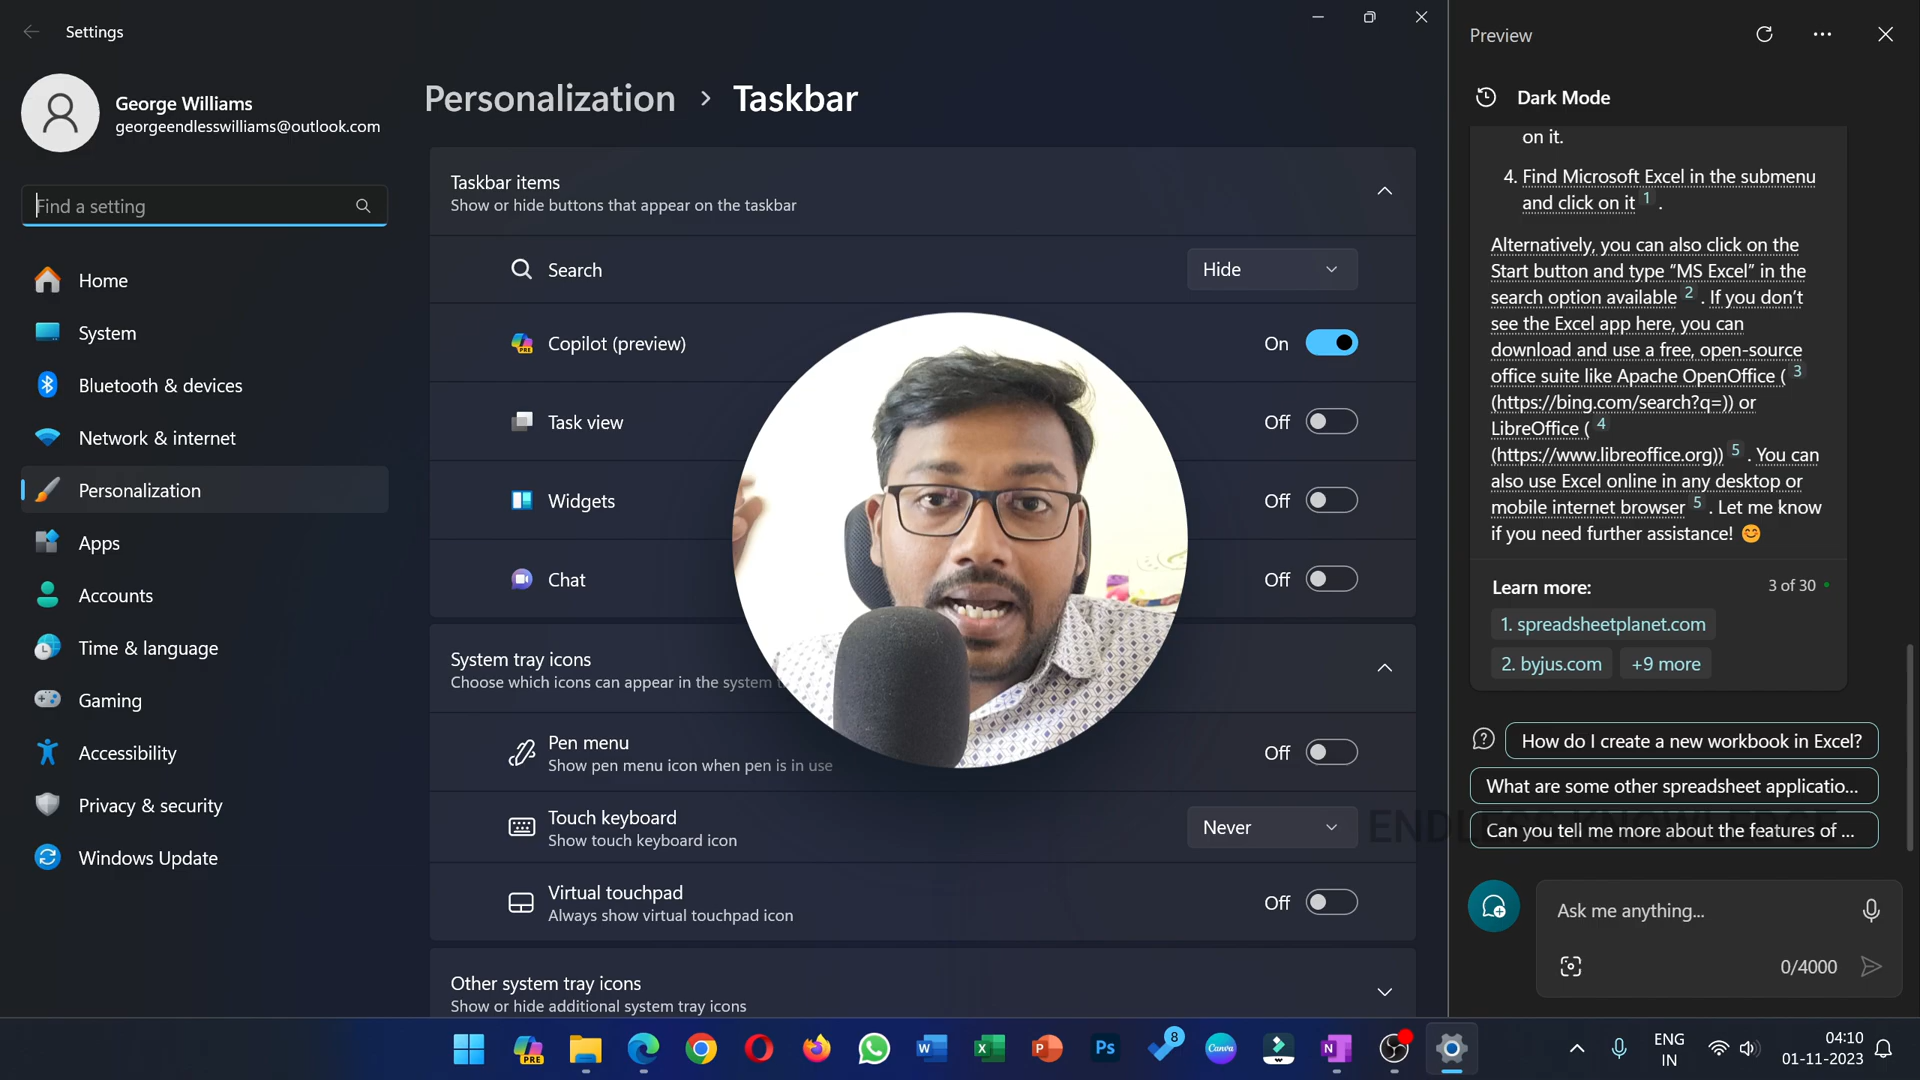 Settings
George Williams
georgeendlesswilliams@outlook.com
Find a setting
Home
System
Bluetooth & devices
Network & internet
Personalization
Apps
Accounts
Time & language
Gaming
Accessibility
Privacy & security
Windows Update
Personalization > Taskbar
Taskbar items
Show or hide buttons that appear on the taskbar
Search
Hide
Copilot (preview)
On
Task view
Off
Widgets
Off
Chat
Off
System tray icons
Choose which icons can appear in the system
Pen menu
Show pen menu icon when pen is in use
Off
Touch keyboard
Show touch keyboard icon
Never
Virtual touchpad
Always show virtual touchpad icon
Off
Other system tray icons
Show or hide additional system tray icons
Preview
Dark Mode
on it.
4. Find Microsoft Excel in the submenu
and click on it 1 .
Alternatively, you can also click on the
Start button and type “MS Excel” in the
search option available 2 . If you don’t
see the Excel app here, you can
download and use a free, open-source
office suite like Apache OpenOffice ( 3
(https://bing.com/search?q=)) or
LibreOffice ( 4
(https://www.libreoffice.org)) 5 . You can
also use Excel online in any desktop or
mobile internet browser 5 . Let me know
if you need further assistance! 😊
Learn more:
3 of 30
1. spreadsheetplanet.com
2. byjus.com
+9 more
How do I create a new workbook in Excel?
What are some other spreadsheet applicatio...
Can you tell me more about the features of ...
Ask me anything...
0/4000
PRE
W
X
P
Ps
8
Canva
N
ENG
IN
04:10
01-11-2023